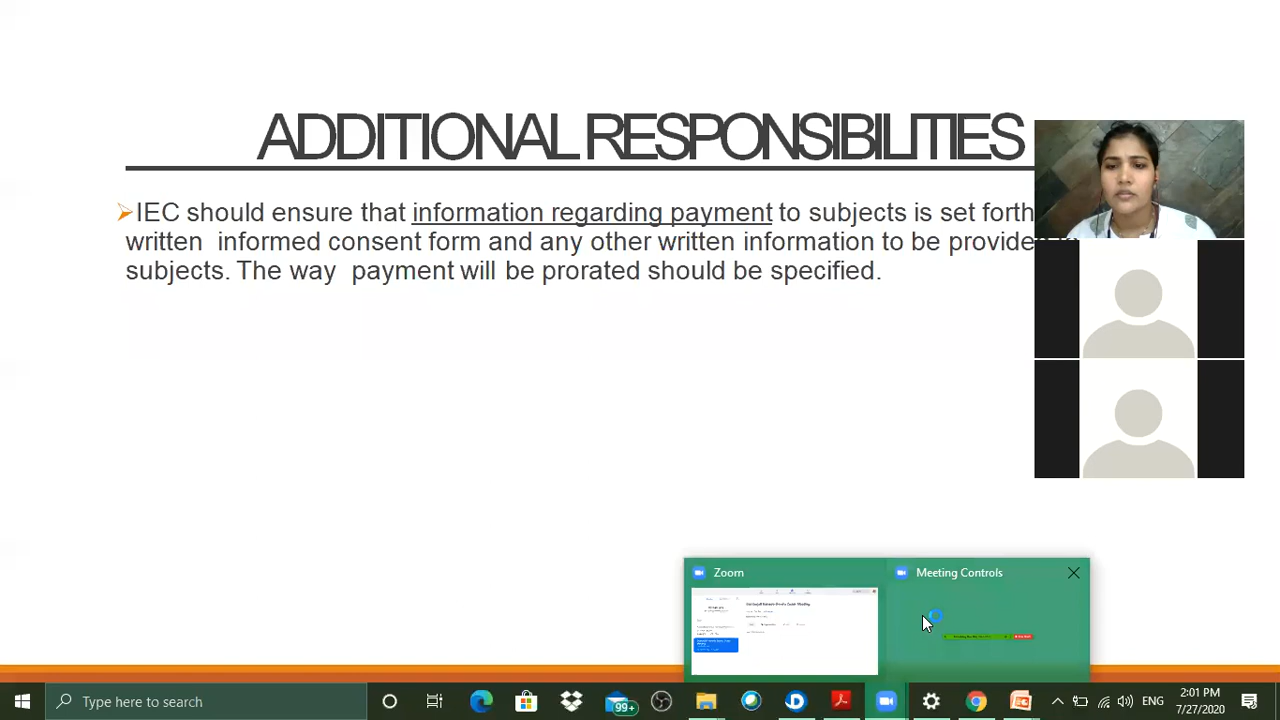 ADDITIONAL RESPONSIBILITIES
IEC should ensure that information regarding payment to subjects is set forth
written informed consent form and any other written information to be provided
subjects. The way payment will be prorated should be specified.
Zoom
Meeting Controls
Type here to search
99+
ENG
2:01 PM
7/27/2020